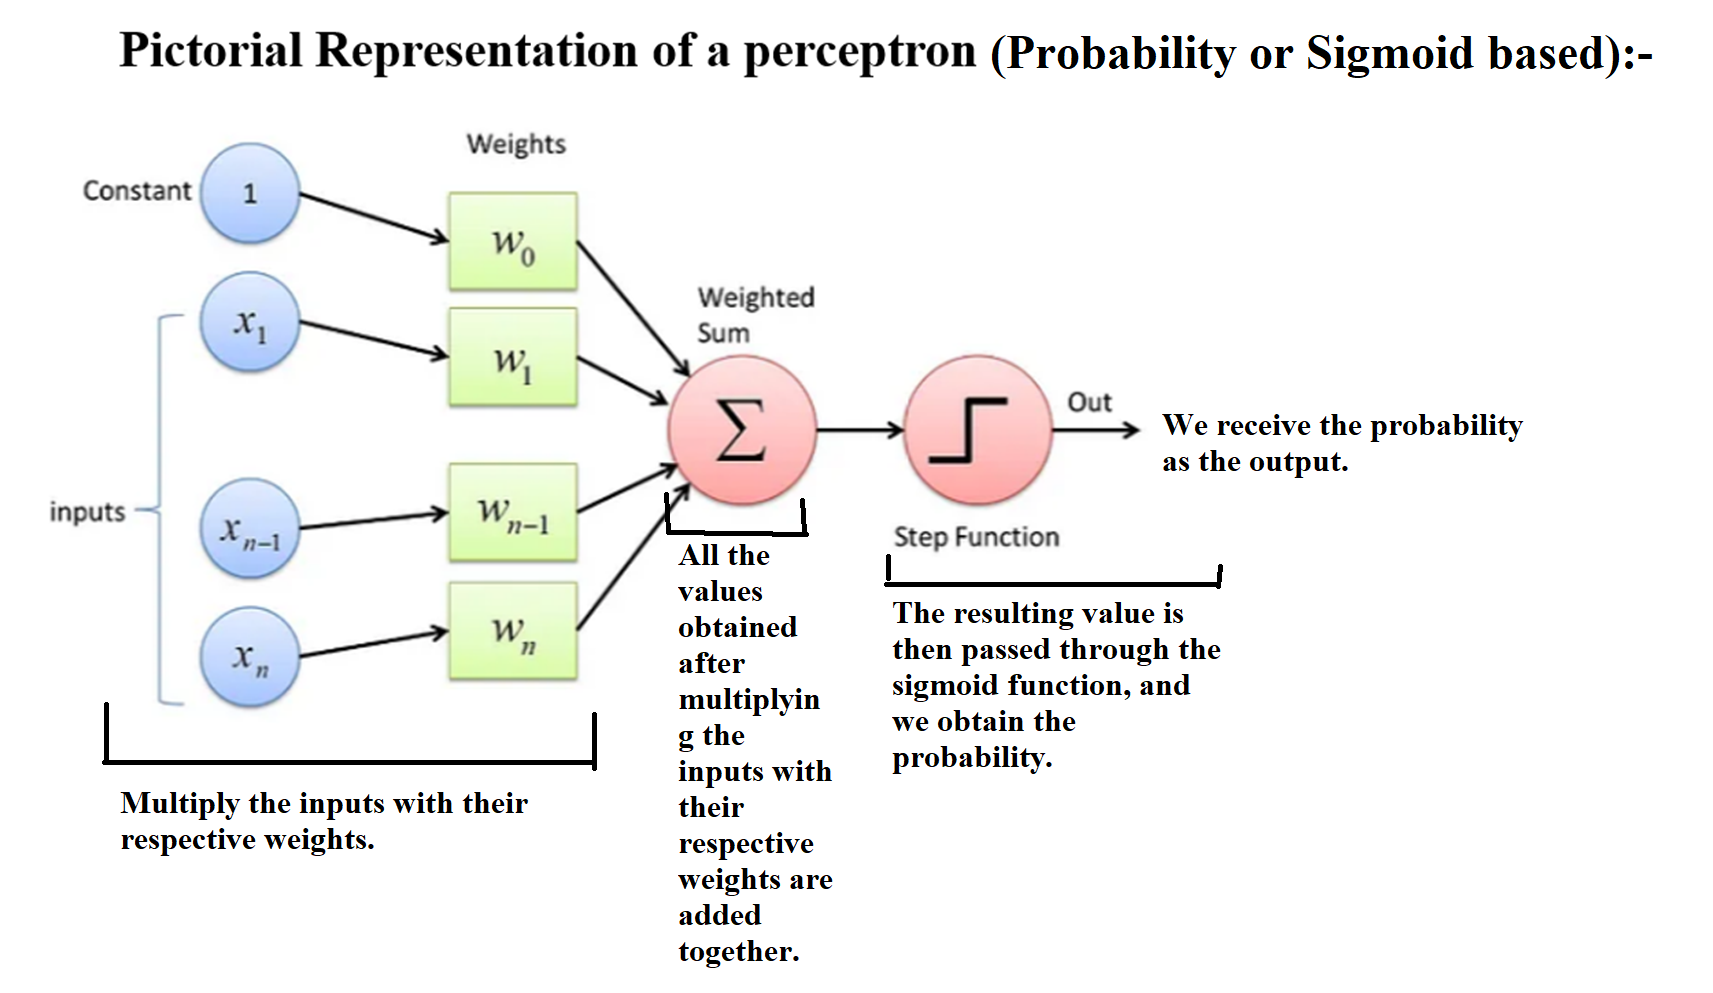 Pictorial Representation of a perceptron (Probability or Sigmoid based):-
Weights
Constant
1
w0
x1
w1
inputs
xn−1
wn−1
xn
wn
Weighted
Sum
Σ
Out
We receive the probability
as the output.
Step Function
Multiply the inputs with their
respective weights.
All the
values
obtained
after
multiplyin
g the
inputs with
their
respective
weights are
added
together.
The resulting value is
then passed through the
sigmoid function, and
we obtain the
probability.